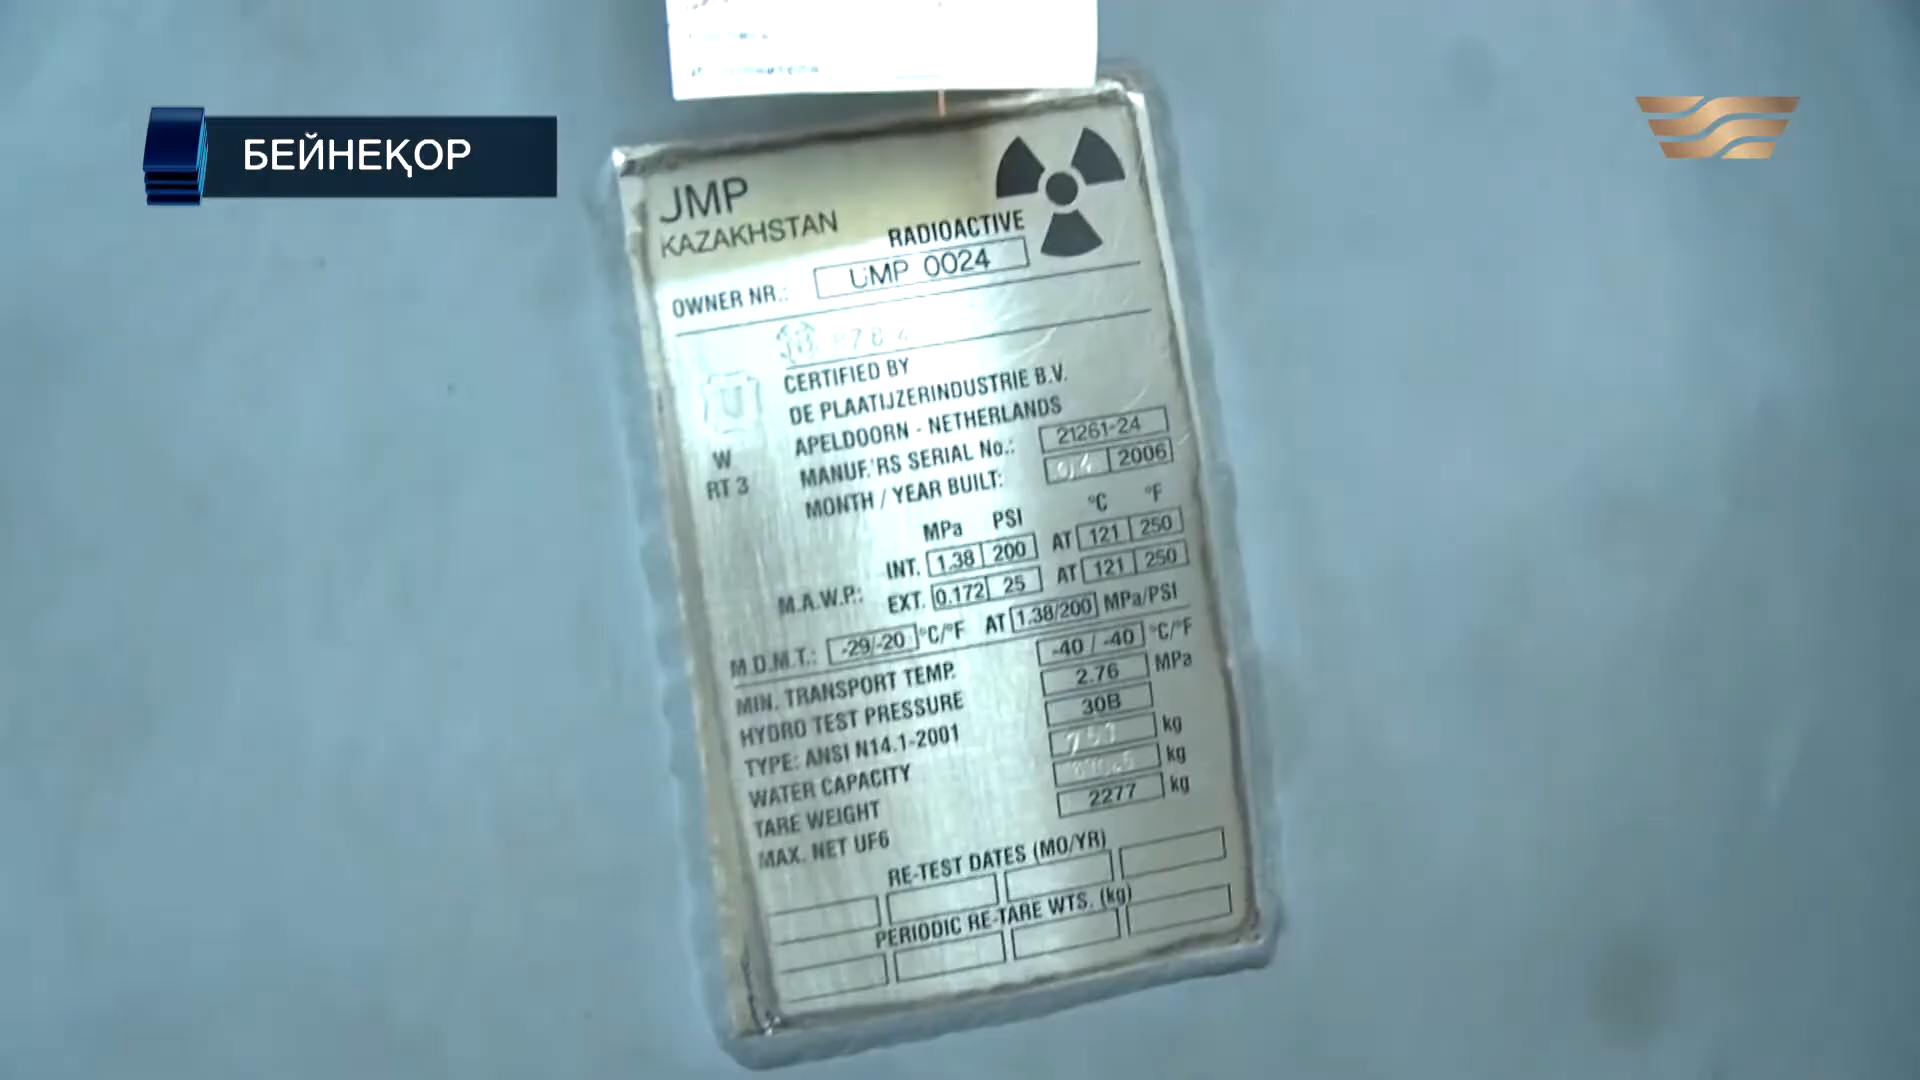 БЕЙНЕҚОР
JMP
KAZAKHSTAN
RADIOACTIVE
OWNER NR.: UMP 0024
CERTIFIED BY
DE PLAATIJZERINDUSTRIE B.V.
APELDOORN - NETHERLANDS
W
RT 3
MANUF.'RS SERIAL No.: 21261-24
MONTH / YEAR BUILT: 2006
MPa PSI °C °F
M.A.W.P.: INT. 1.38 200 AT 121 250
EXT. 0.172 25 AT 121 250
M.D.M.T.: -29/-20 °C/°F AT 1.38/200 MPa/PSI
MIN. TRANSPORT TEMP. -40 / -40 °C/°F
HYDRO TEST PRESSURE 2.76 MPa
TYPE: ANSI N14.1-2001 30B
WATER CAPACITY kg
TARE WEIGHT kg
MAX. NET UF6 2277 kg
RE-TEST DATES (MO/YR)
PERIODIC RE-TARE WTS. (kg)